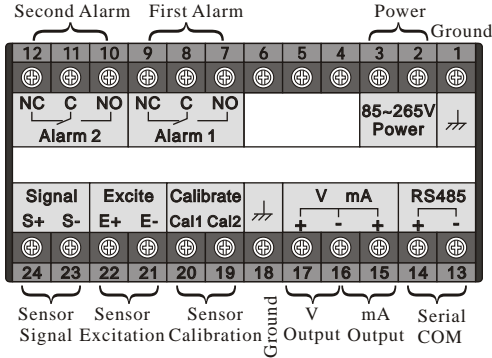 Second Alarm First Alarm Power
Ground
12 11 10 9 8 7 6 5 4 3 2 1
NC C NO NC C NO 85~265V
Alarm 2 Alarm 1 Power
Signal Excite Calibrate V mA RS485
S+ S- E+ E- Cal1 Cal2 + - + + -
24 23 22 21 20 19 18 17 16 15 14 13
Sensor Sensor Sensor Ground V mA Serial
Signal Excitation Calibration Output Output COM